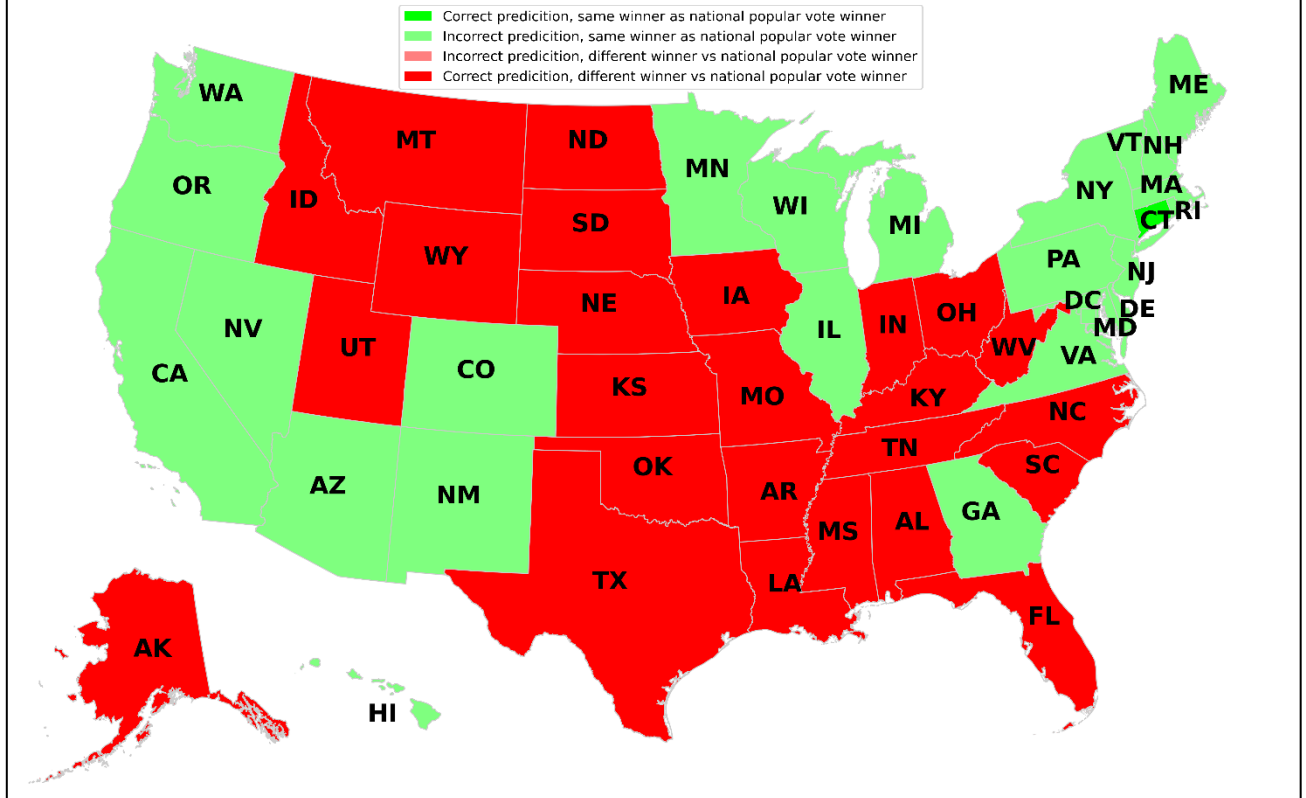 Correct predicition, same winner as national popular vote winner
Incorrect predicition, same winner as national popular vote winner
Incorrect predicition, different winner vs national popular vote winner
Correct predicition, different winner vs national popular vote winner
WA
MT
ND
MN
ME
VT
NH
OR
ID
SD
WI
MI
NY
MA
CT
RI
WY
NE
IA
PA
NJ
NV
UT
CO
IL
IN
OH
DC
DE
MD
WV
VA
CA
KS
MO
KY
NC
AZ
NM
OK
AR
TN
SC
MS
AL
GA
TX
LA
FL
AK
HI